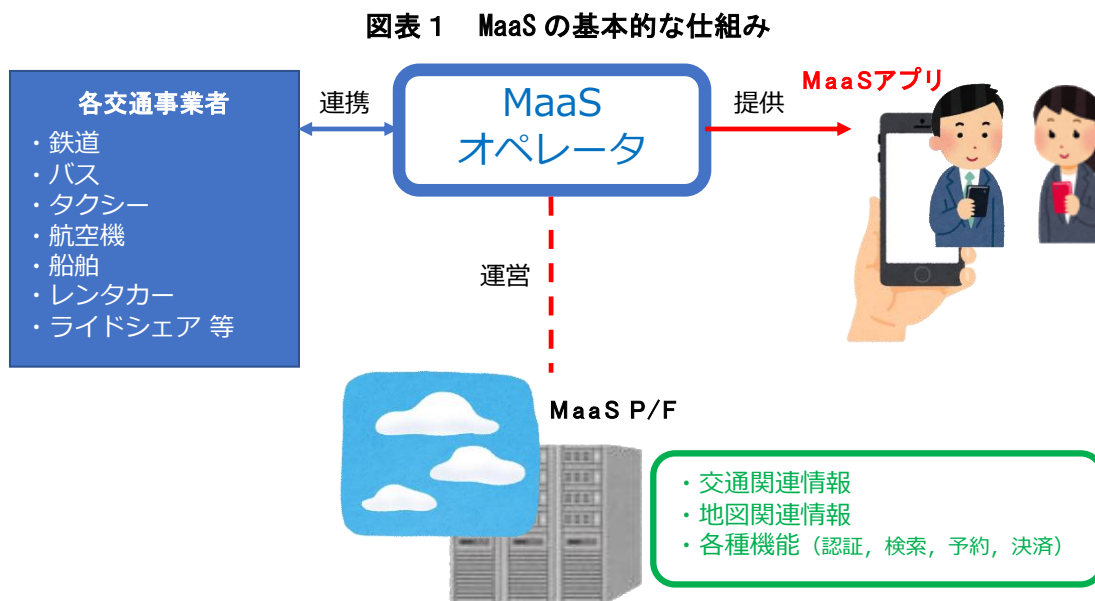 図表1 MaaSの基本的な仕組み
各交通事業者
・鉄道
・バス
・タクシー
・航空機
・船舶
・レンタカー
・ライドシェア 等
連携
MaaS
オペレータ
提供
MaaSアプリ
運営
MaaS P/F
・交通関連情報
・地図関連情報
・各種機能（認証，検索，予約，決済）